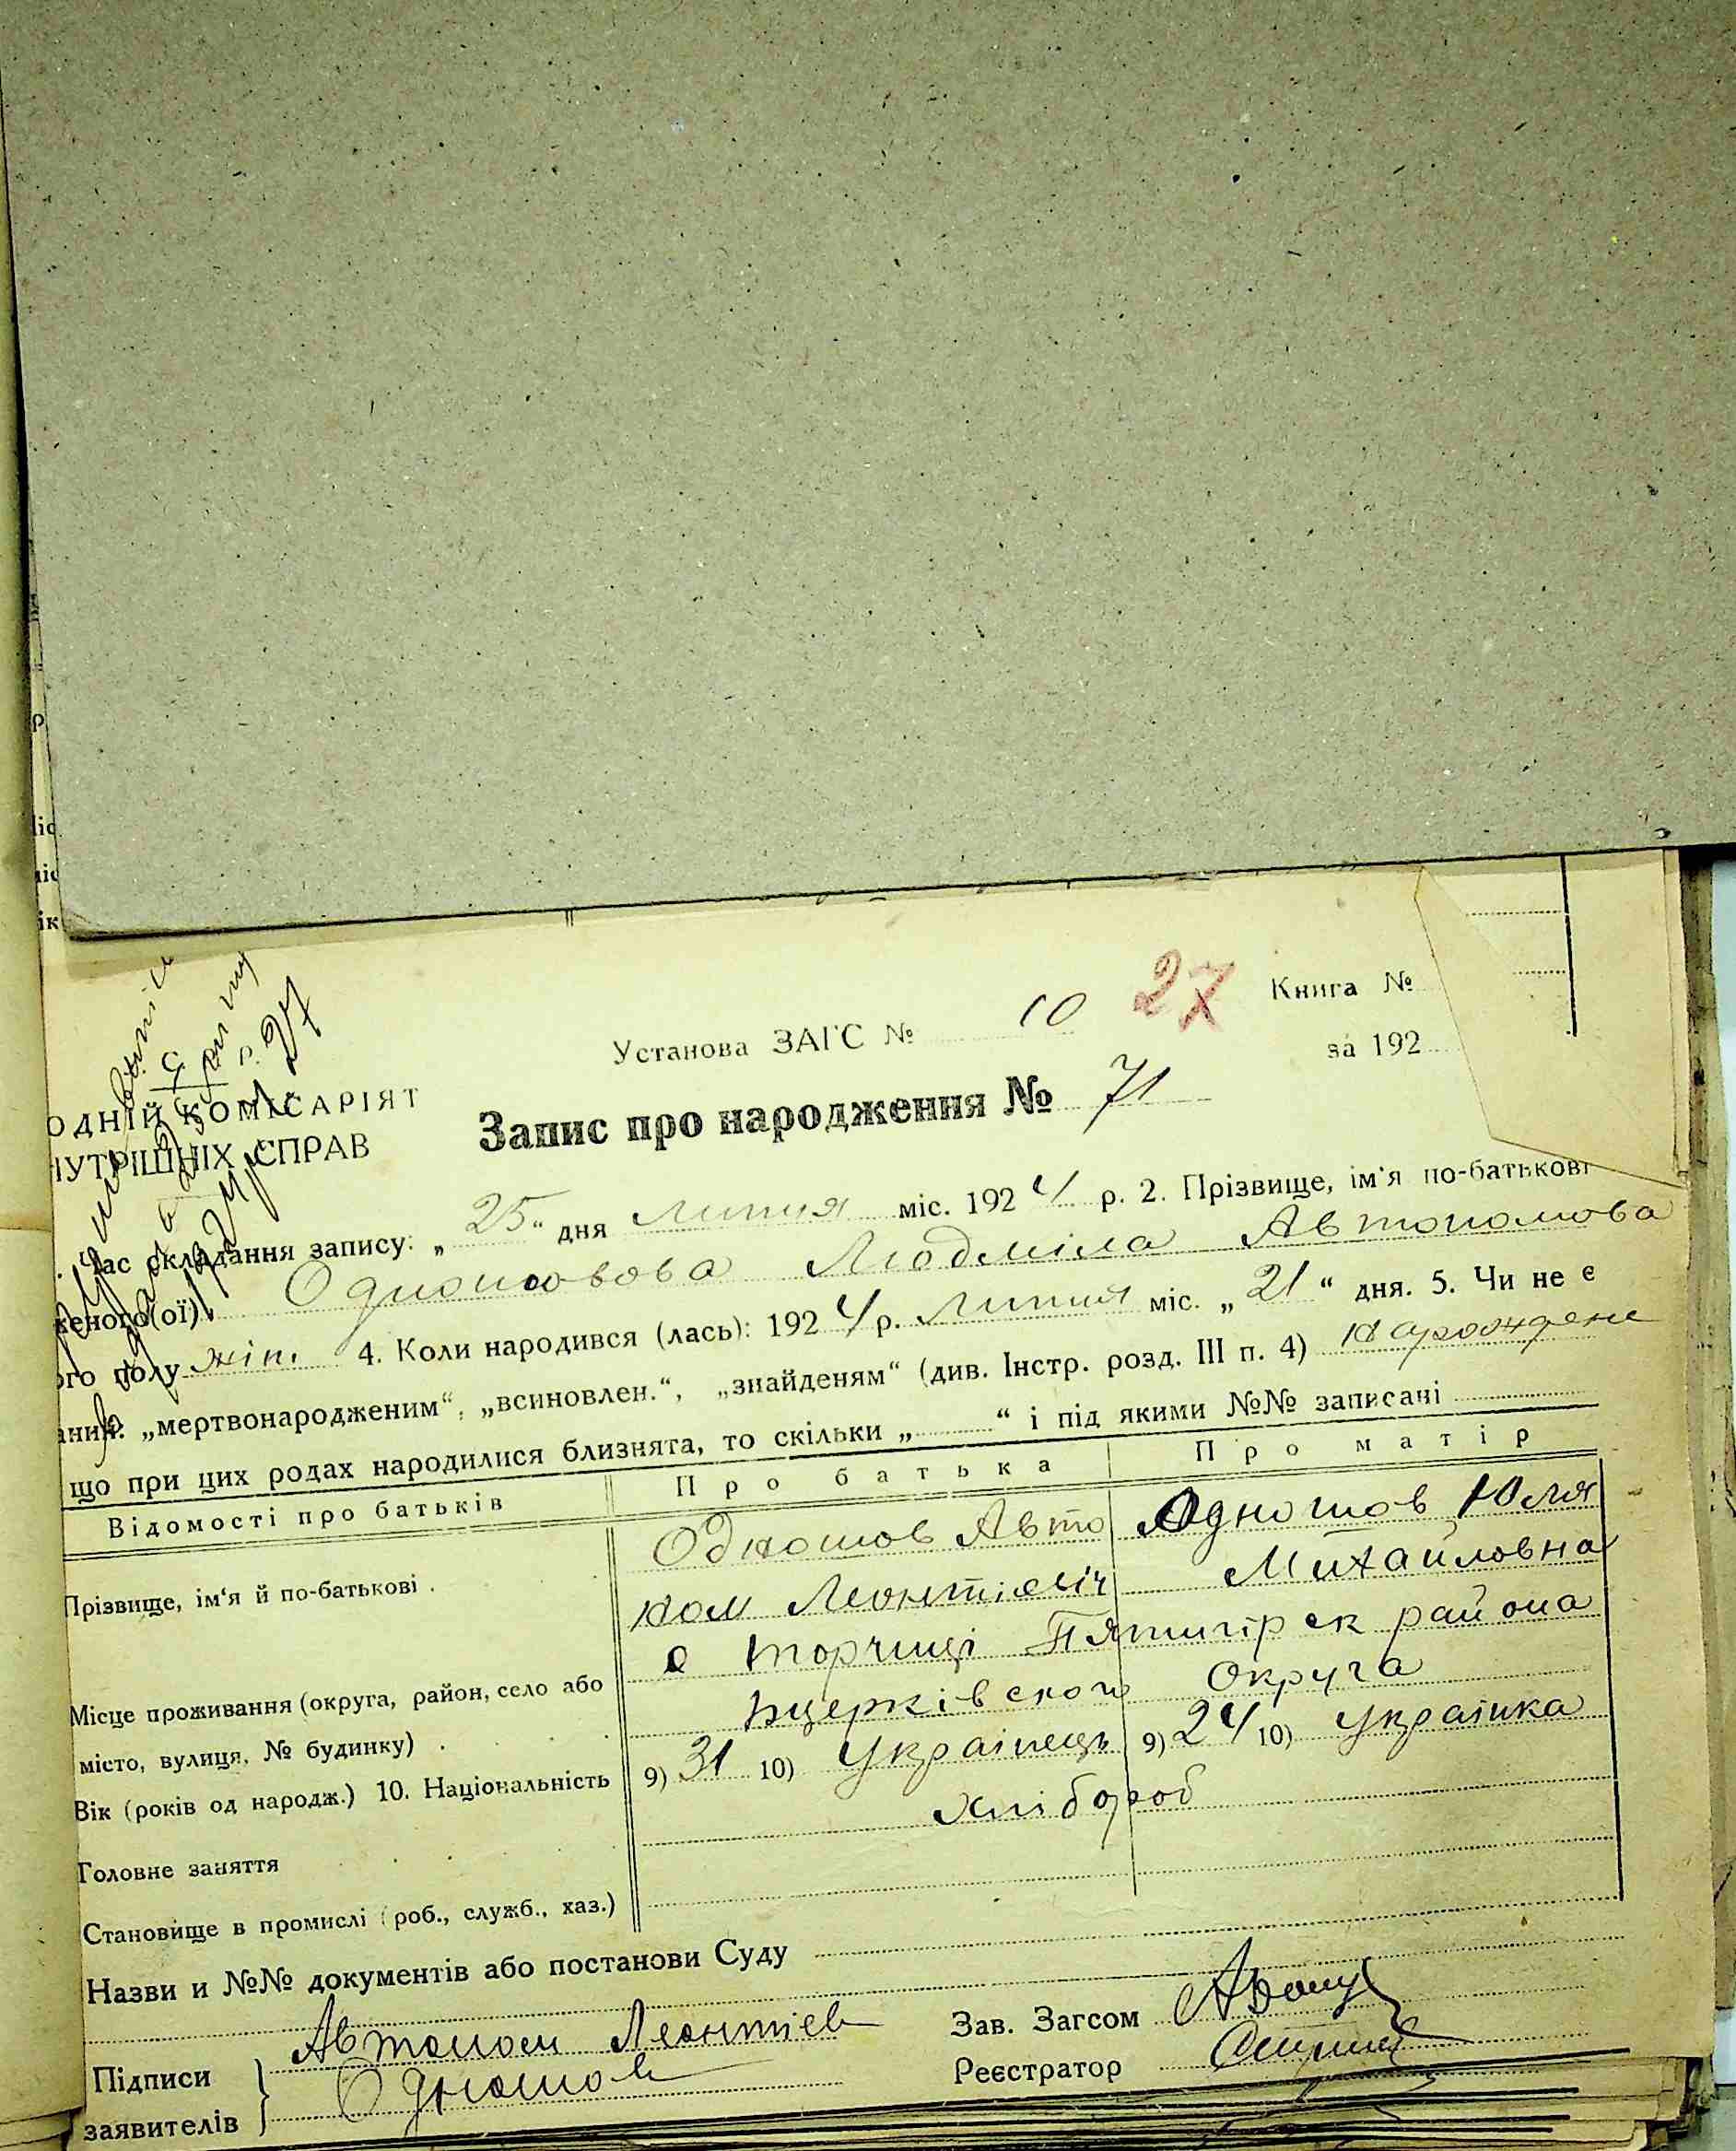 Установа ЗАГС № 10 27 Книга №
за 192
ОДНІЙ КОМІСАРІЯТ
НУТРІШНІХ СПРАВ
Запис про народження № 71
Час складання запису: „25“ дня липня міс. 1924 р. 2. Прізвище, ім'я по-батькові
женого(ої) Людміла Автономова
ого полу жін. 4. Коли народився (лась): 1924 р. Липня міс. „21“ дня. 5. Чи не є
аний: „мертвонародженим“, „всиновлен.“, „знайденям“ (див. Інстр. розд. III п. 4)
що при цих родах народилися близнята, то скільки „ “ і під якими №№ записані
Відомості про батьків Про батька Про матір
Прізвище, ім'я й по-батькові . Одношов Авто Одношов Юля
ном Леонтієвіч Михайловна
Місце проживання (округа, район, село або с Торчиці Пятигірск района
місто, вулиця, № будинку) . Бцерківского Округа
Вік (років од народж.) 10. Національність 9) 31 10) Українець 9) 24 10) Українка
Головне заняття хлібороб
Становище в промислі (роб., служб., хаз.)
Назви и №№ документів або постанови Суду
Підписи Автоном Леонтіев Зав. Загсом
заявителів Одношов Реєстратор